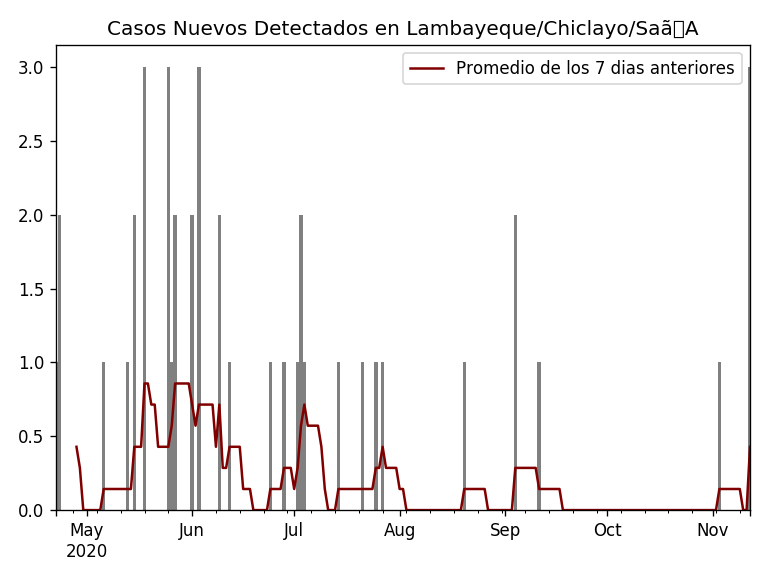 Casos Nuevos Detectados en Lambayeque/Chiclayo/Saã▯A
Promedio de los 7 dias anteriores
3.0
2.5
2.0
1.5
1.0
0.5
0.0
May Jun Jul Aug Sep Oct Nov
2020